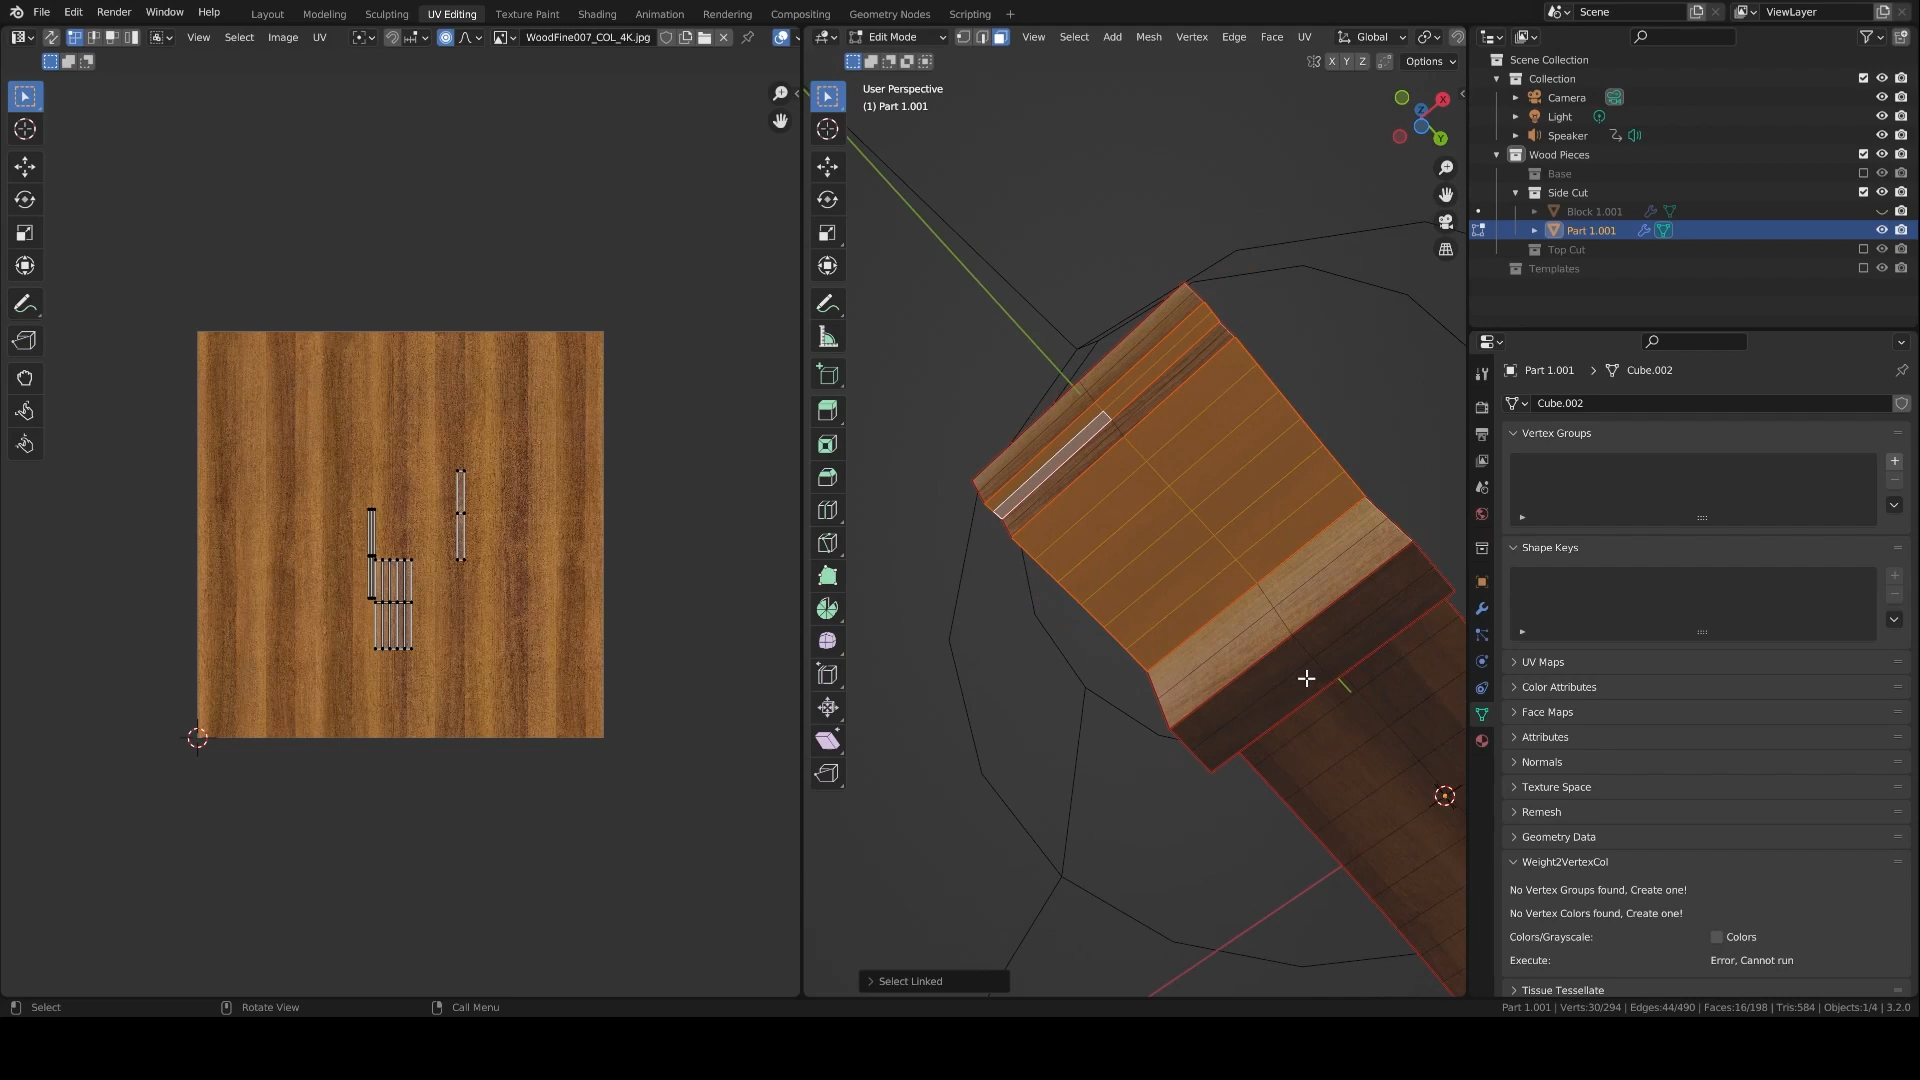 File Edit Render Window Help Layout Modeling Sculpting UV Editing Texture Paint Shading Animation Rendering Compositing Geometry Nodes Scripting + Scene ViewLayer
View Select Image UV WoodFine007_COL_4K.jpg Edit Mode View Select Add Mesh Vertex Edge Face UV Global
X Y Z Options
User Perspective
(1) Part 1.001
X
Z
Y
Scene Collection
Collection
Camera
Light
Speaker
Wood Pieces
Base
Side Cut
Block 1.001
Part 1.001
Top Cut
Templates
Part 1.001 Cube.002
Cube.002
Vertex Groups
Shape Keys
UV Maps
Color Attributes
Face Maps
Attributes
Normals
Texture Space
Remesh
Geometry Data
Weight2VertexCol
No Vertex Groups found, Create one!
No Vertex Colors found, Create one!
Colors/Grayscale: Colors
Execute: Error, Cannot run
Tissue Tessellate
Select Linked
Select Rotate View Call Menu Part 1.001 | Verts:30/294 | Edges:44/490 | Faces:16/198 | Tris:584 | Objects:1/4 | 3.2.0